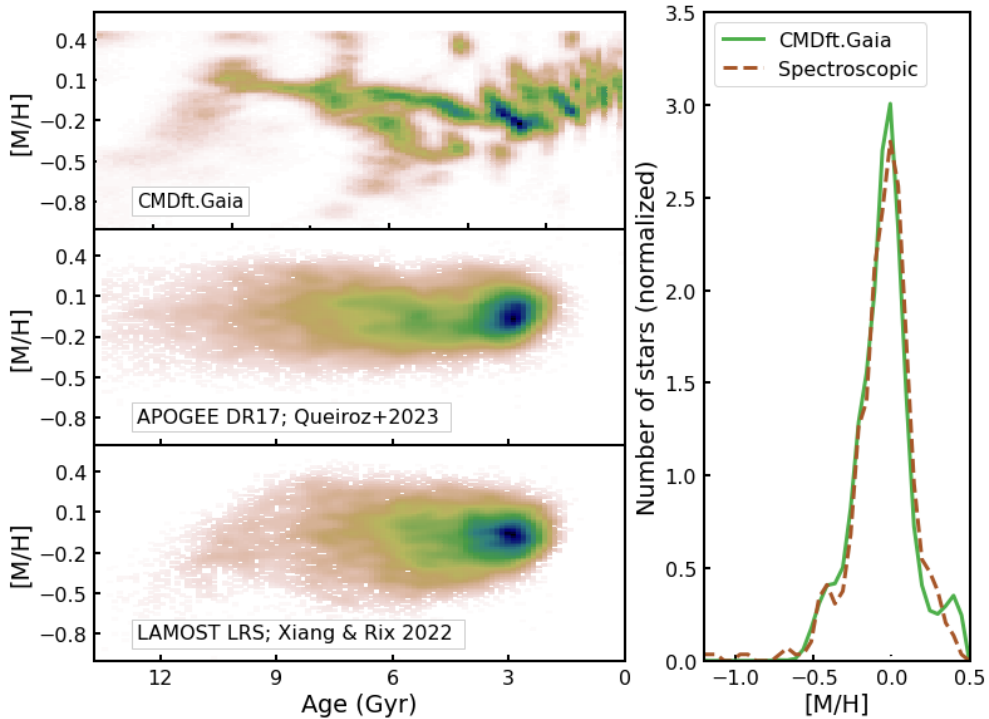 0.4
0.1
−0.2
−0.5
−0.8
[M/H]
CMDft.Gaia
0.4
0.1
−0.2
−0.5
−0.8
[M/H]
APOGEE DR17; Queiroz+2023
0.4
0.1
−0.2
−0.5
−0.8
[M/H]
LAMOST LRS; Xiang & Rix 2022
12 9 6 3 0
Age (Gyr)
3.5
3.0
2.5
2.0
1.5
1.0
0.5
0.0
Number of stars (normalized)
CMDft.Gaia
Spectroscopic
−1.0 −0.5 0.0 0.5
[M/H]